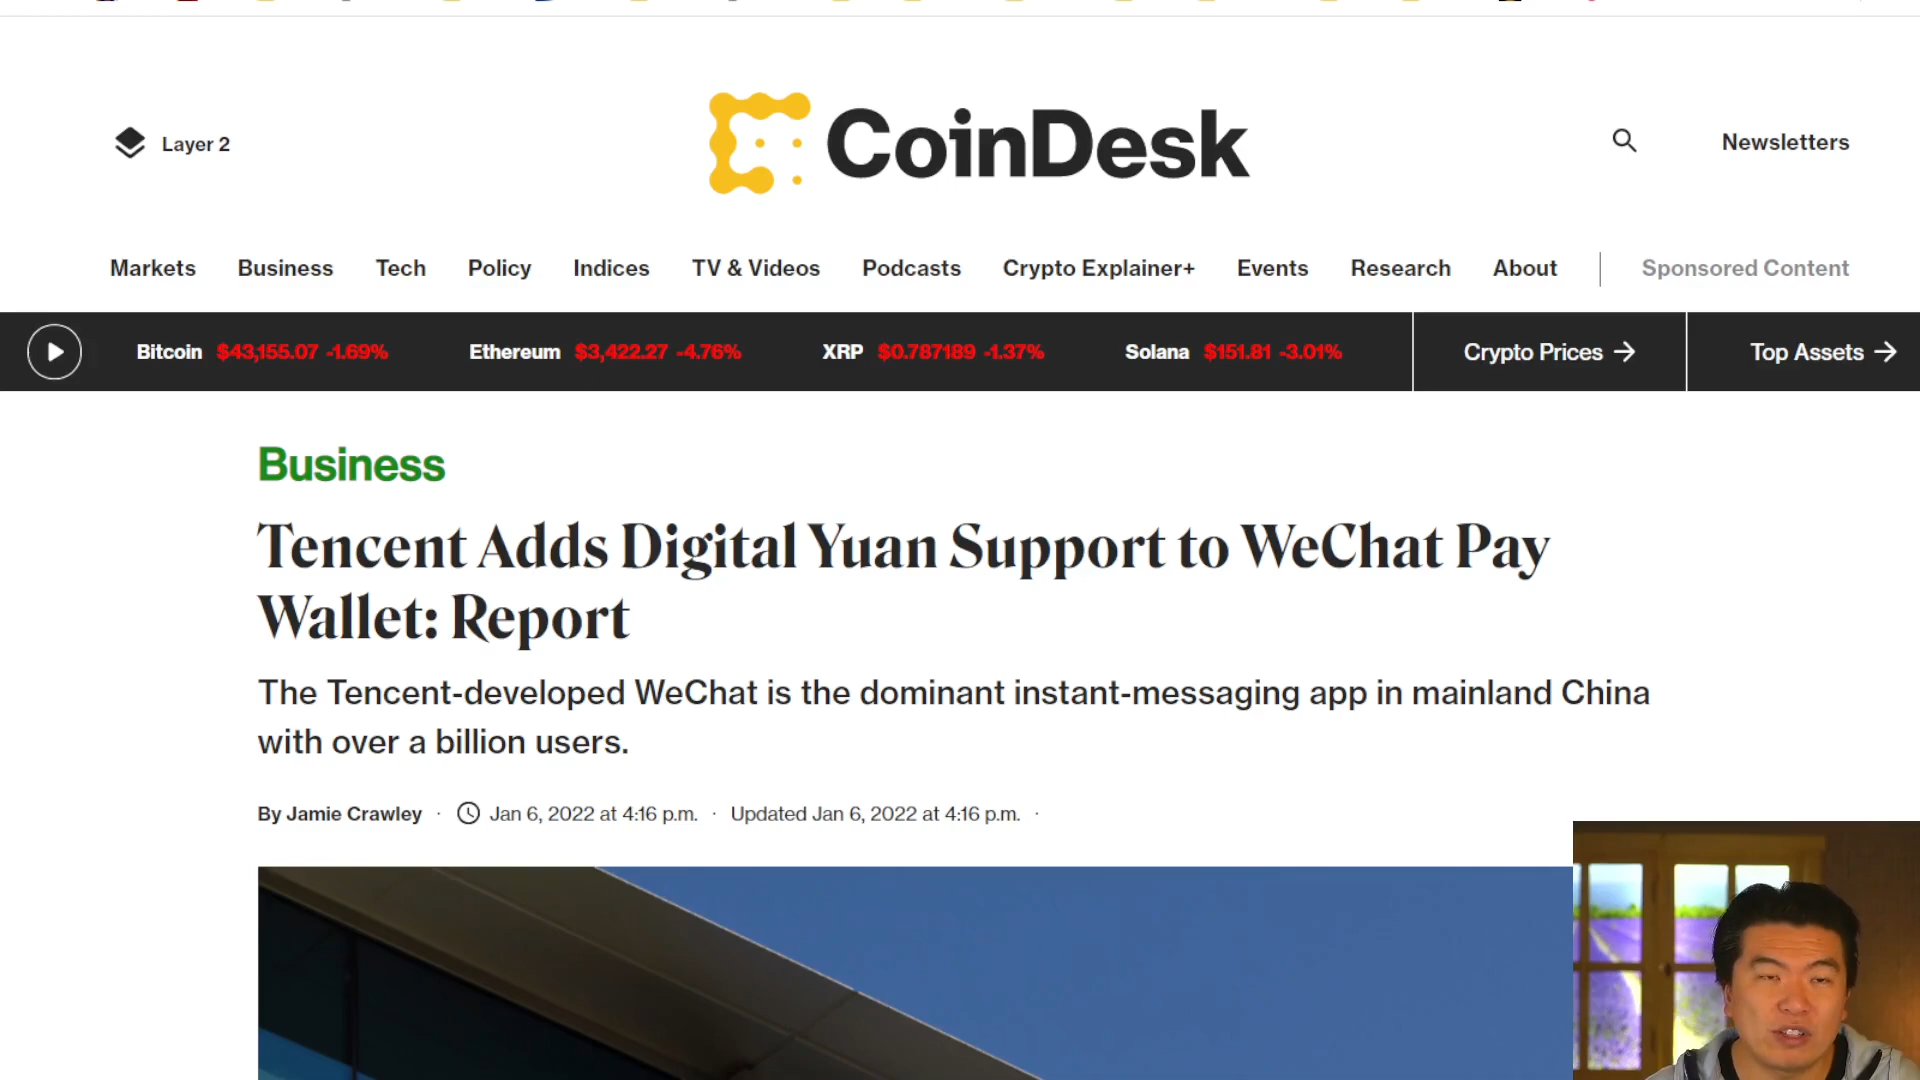 Layer 2
CoinDesk
Newsletters
Markets Business Tech Policy Indices TV & Videos Podcasts Crypto Explainer+ Events Research About Sponsored Content
Bitcoin $43,155.07 -1.69% Ethereum $3,422.27 -4.76% XRP $0.787189 -1.37% Solana $151.81 -3.01% Crypto Prices → Top Assets →
Business
Tencent Adds Digital Yuan Support to WeChat Pay
Wallet: Report
The Tencent-developed WeChat is the dominant instant-messaging app in mainland China
with over a billion users.
By Jamie Crawley · Jan 6, 2022 at 4:16 p.m. · Updated Jan 6, 2022 at 4:16 p.m. ·